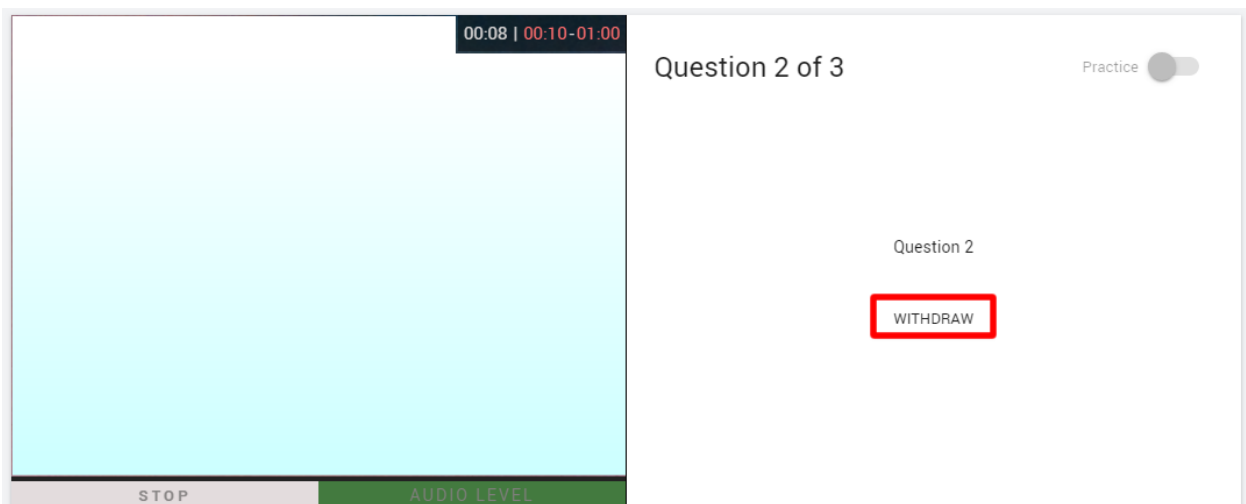 00:08 | 00:10-01:00
Question 2 of 3
Practice
Question 2
WITHDRAW
STOP
AUDIO LEVEL